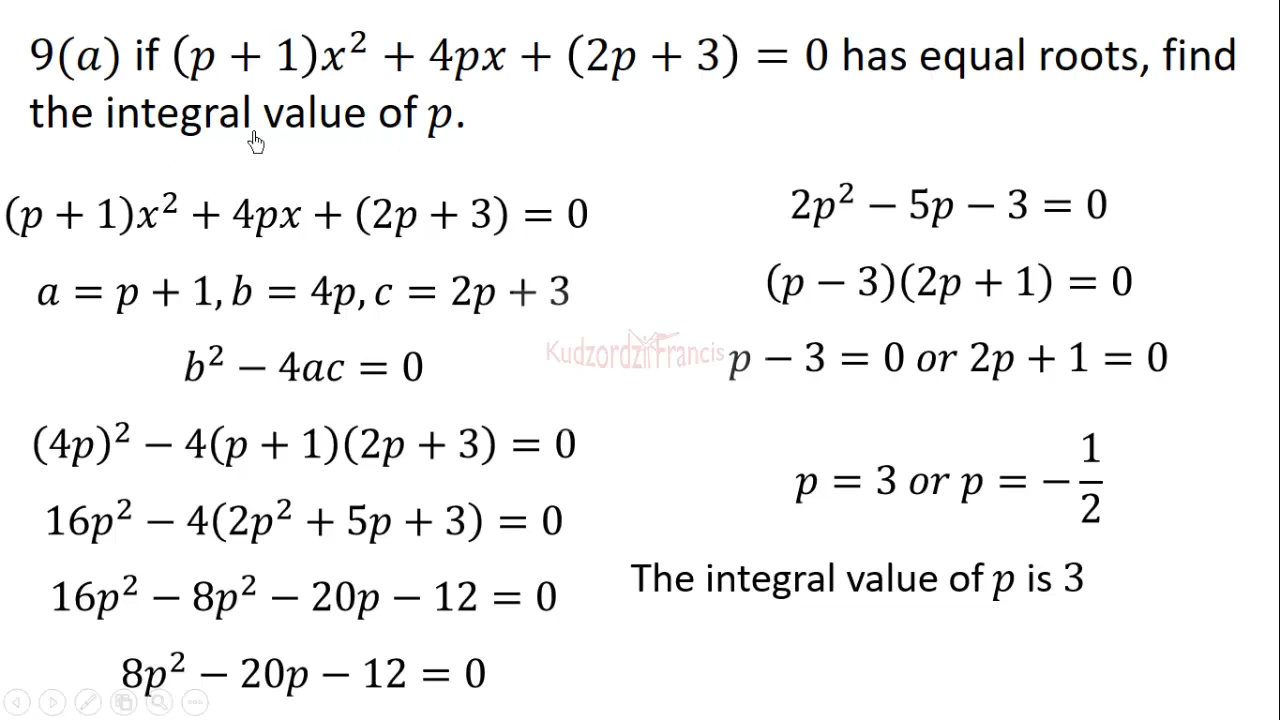 9(a) if (p + 1)x² + 4px + (2p + 3) = 0 has equal roots, find
the integral value of p.
(p + 1)x² + 4px + (2p + 3) = 0
a = p + 1, b = 4p, c = 2p + 3
b² − 4ac = 0
(4p)² − 4(p + 1)(2p + 3) = 0
16p² − 4(2p² + 5p + 3) = 0
16p² − 8p² − 20p − 12 = 0
8p² − 20p − 12 = 0
2p² − 5p − 3 = 0
(p − 3)(2p + 1) = 0
p − 3 = 0 or 2p + 1 = 0
p = 3 or p = −1/2
The integral value of p is 3